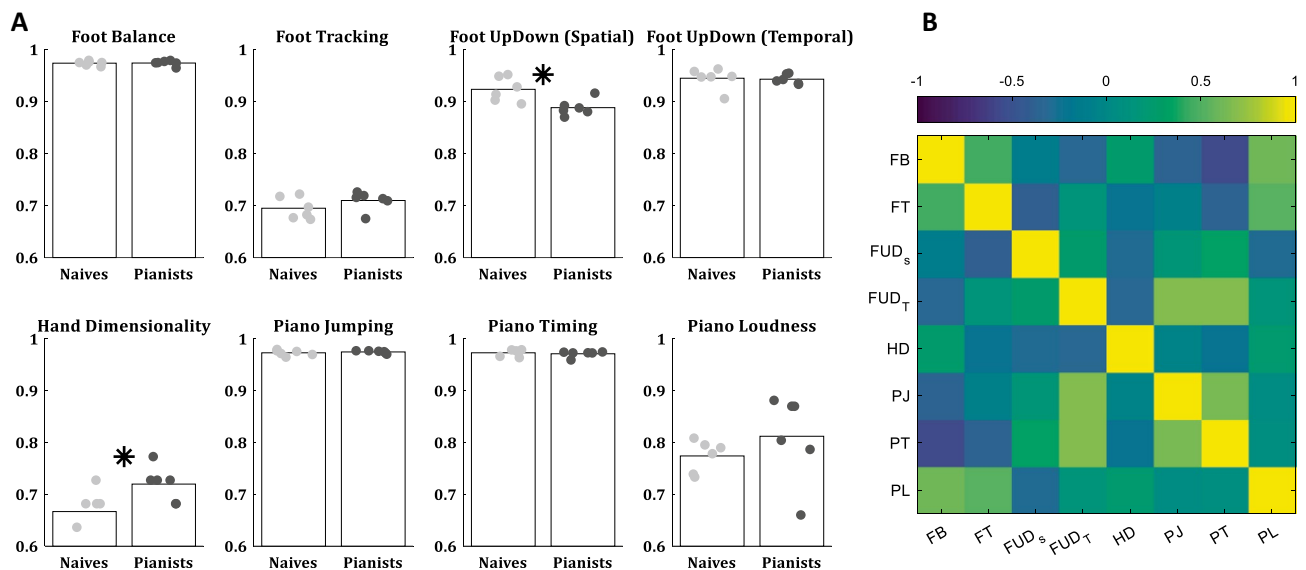 A
B
Foot Balance
Foot Tracking
Foot UpDown (Spatial)
Foot UpDown (Temporal)
1
0.9
0.8
0.7
0.6
Naives Pianists
1
0.9
0.8
0.7
0.6
Naives Pianists
1
0.9
0.8
0.7
0.6
Naives Pianists
1
0.9
0.8
0.7
0.6
Naives Pianists
Hand Dimensionality
Piano Jumping
Piano Timing
Piano Loudness
1
0.9
0.8
0.7
0.6
Naives Pianists
1
0.9
0.8
0.7
0.6
Naives Pianists
1
0.9
0.8
0.7
0.6
Naives Pianists
1
0.9
0.8
0.7
0.6
Naives Pianists
-1 -0.5 0 0.5 1
FB
FT
FUDs
FUDT
HD
PJ
PT
PL
FB FT FUDs FUDT HD PJ PT PL